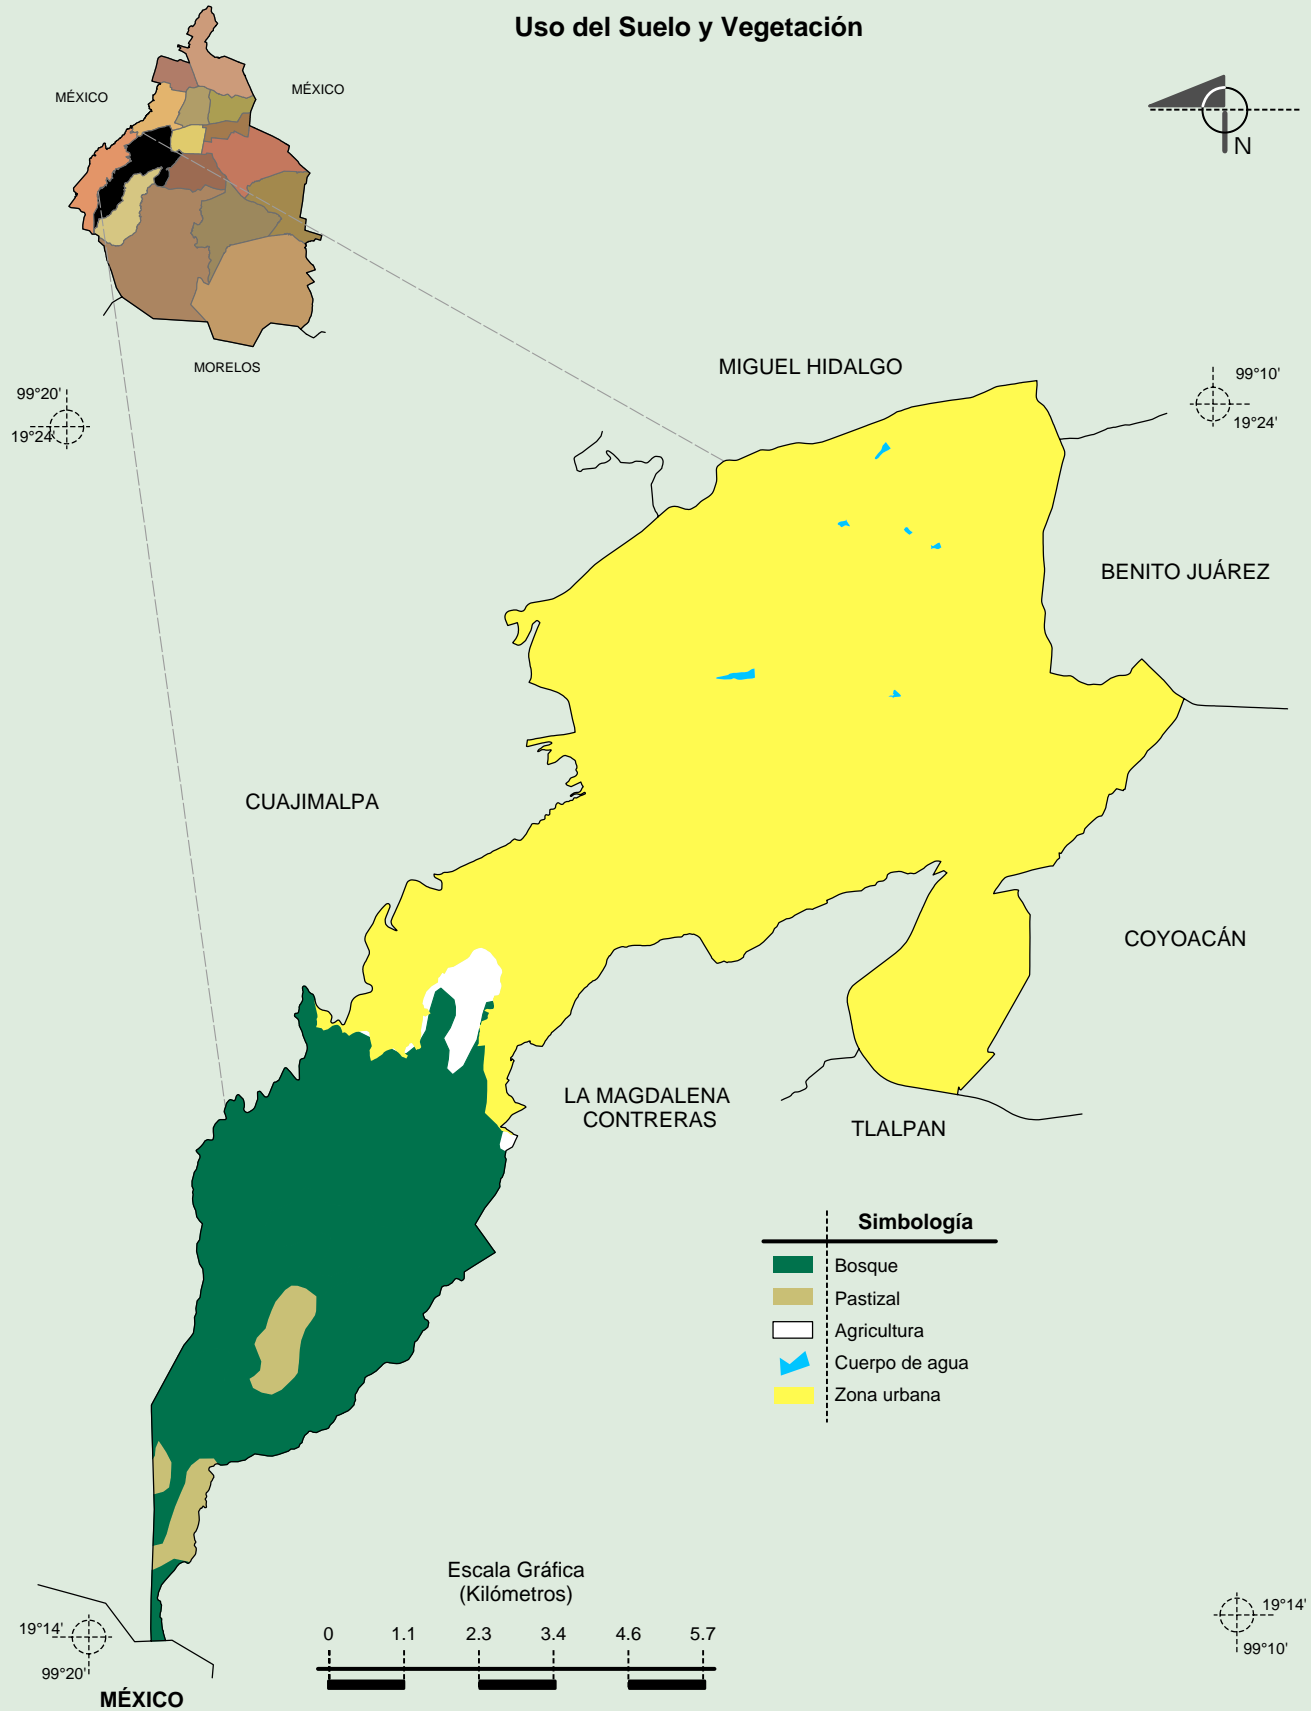 Uso del Suelo y Vegetación
MÉXICO
MÉXICO
N
MORELOS
MIGUEL HIDALGO
99°20'
19°24'
99°10'
19°24'
BENITO JUÁREZ
CUAJIMALPA
COYOACÁN
LA MAGDALENA
CONTRERAS
TLALPAN
Simbología
Bosque
Pastizal
Agricultura
Cuerpo de agua
Zona urbana
Escala Gráfica
(Kilómetros)
0 1.1 2.3 3.4 4.6 5.7
19°14'
99°20'
19°14'
99°10'
MÉXICO